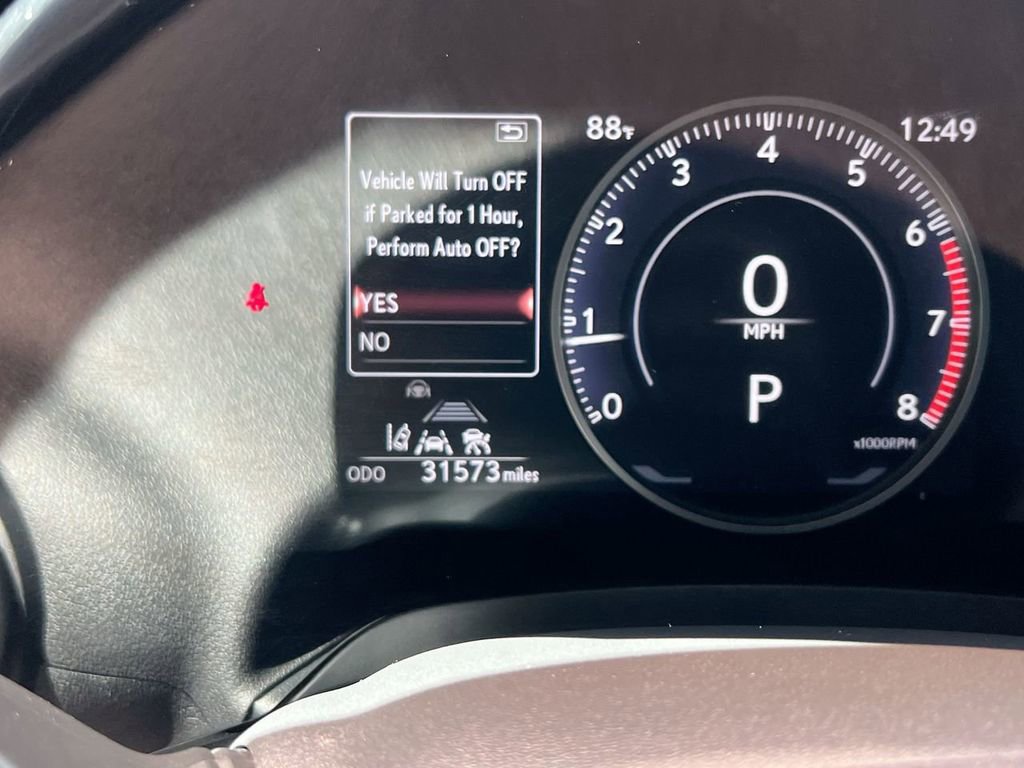 Vehicle Will Turn OFF
if Parked for 1 Hour,
Perform Auto OFF?
YES
NO
ODO 31573 miles
88°F
12:49
0
1
2
3
4
5
6
7
8
0
MPH
P
x1000RPM